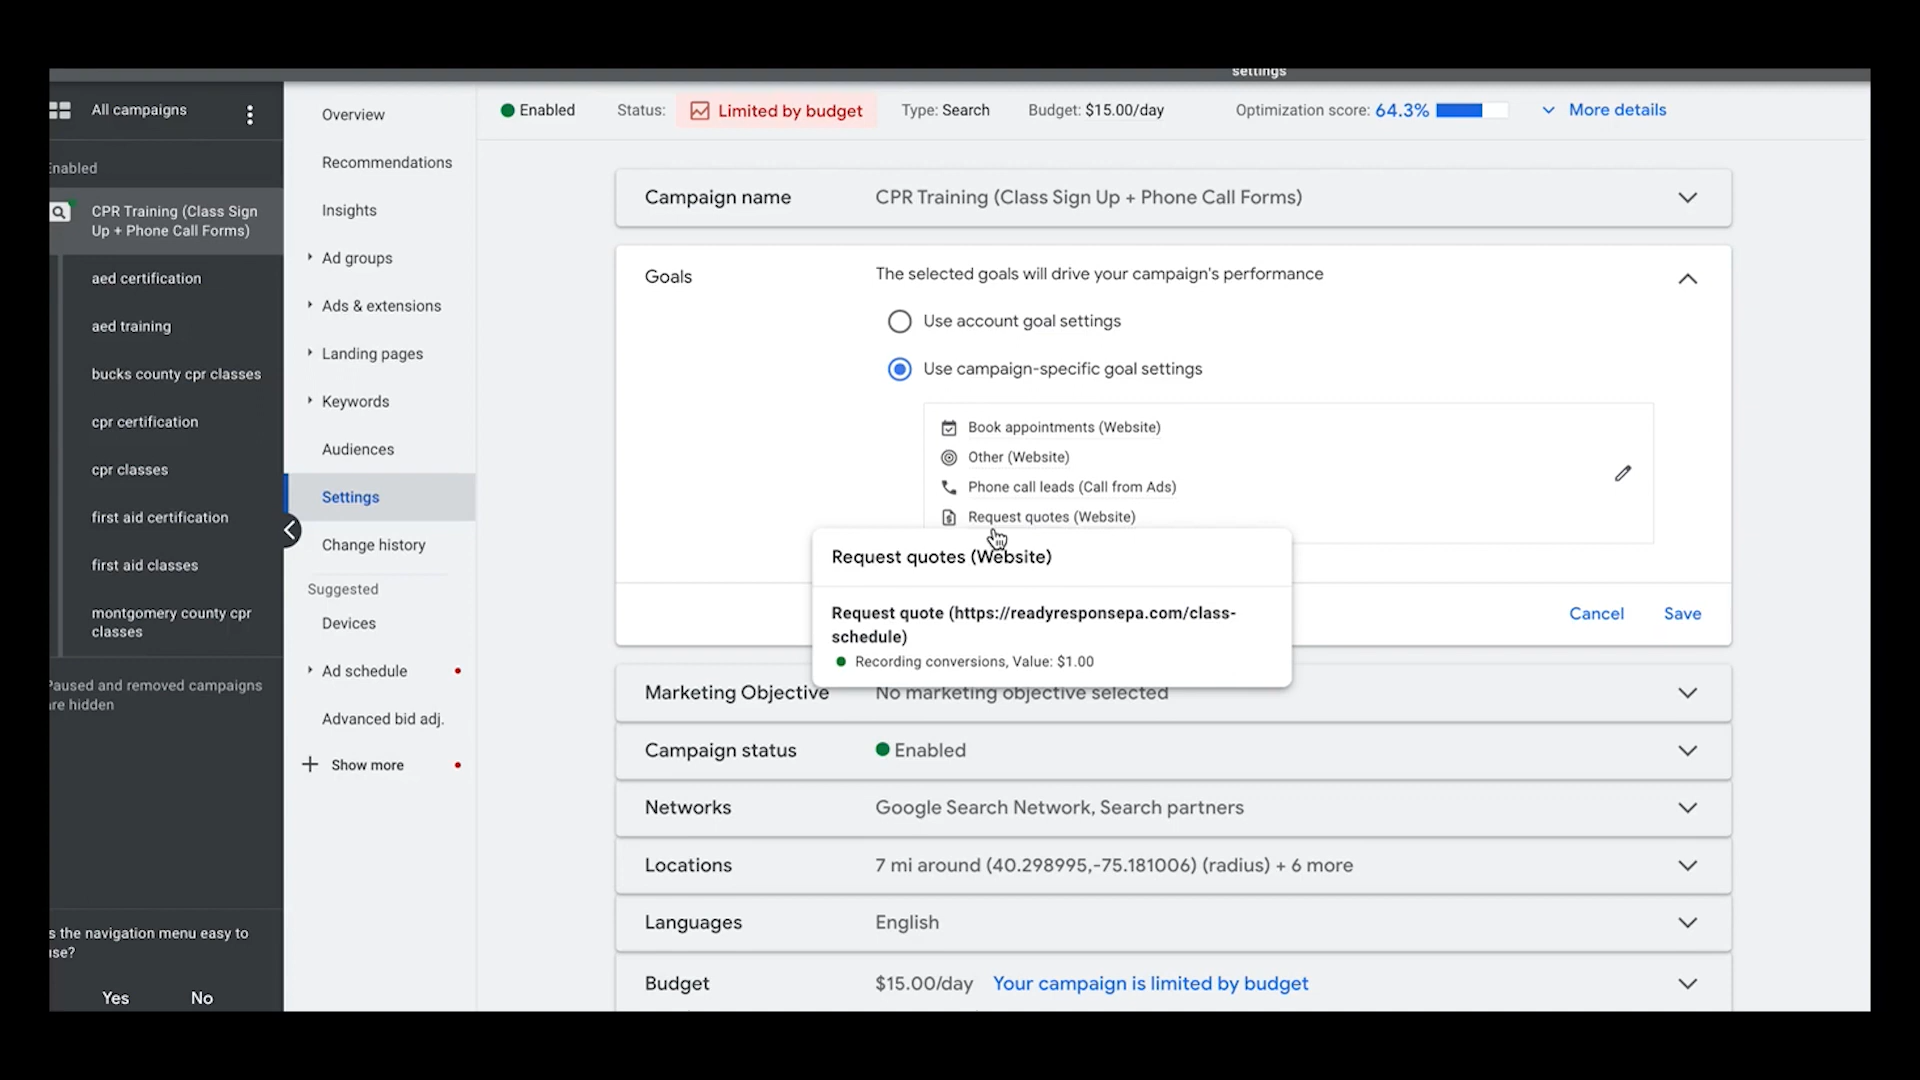 settings
All campaigns
Enabled
CPR Training (Class Sign
Up + Phone Call Forms)
aed certification
aed training
bucks county cpr classes
cpr certification
cpr classes
first aid certification
first aid classes
montgomery county cpr
classes
Paused and removed campaigns
re hidden
s the navigation menu easy to
use?
Yes No
Overview
Recommendations
Insights
Ad groups
Ads & extensions
Landing pages
Keywords
Audiences
Settings
Change history
Suggested
Devices
Ad schedule
Advanced bid adj.
Show more
Enabled Status: Limited by budget Type: Search Budget: $15.00/day Optimization score: 64.3% More details
Campaign name CPR Training (Class Sign Up + Phone Call Forms)
Goals The selected goals will drive your campaign's performance
Use account goal settings
Use campaign-specific goal settings
Book appointments (Website)
Other (Website)
Phone call leads (Call from Ads)
Request quotes (Website)
Request quotes (Website)
Request quote (https://readyresponsepa.com/class-
schedule)
Recording conversions, Value: $1.00
Cancel Save
Marketing Objective No marketing objective selected
Campaign status Enabled
Networks Google Search Network, Search partners
Locations 7 mi around (40.298995,-75.181006) (radius) + 6 more
Languages English
Budget $15.00/day Your campaign is limited by budget